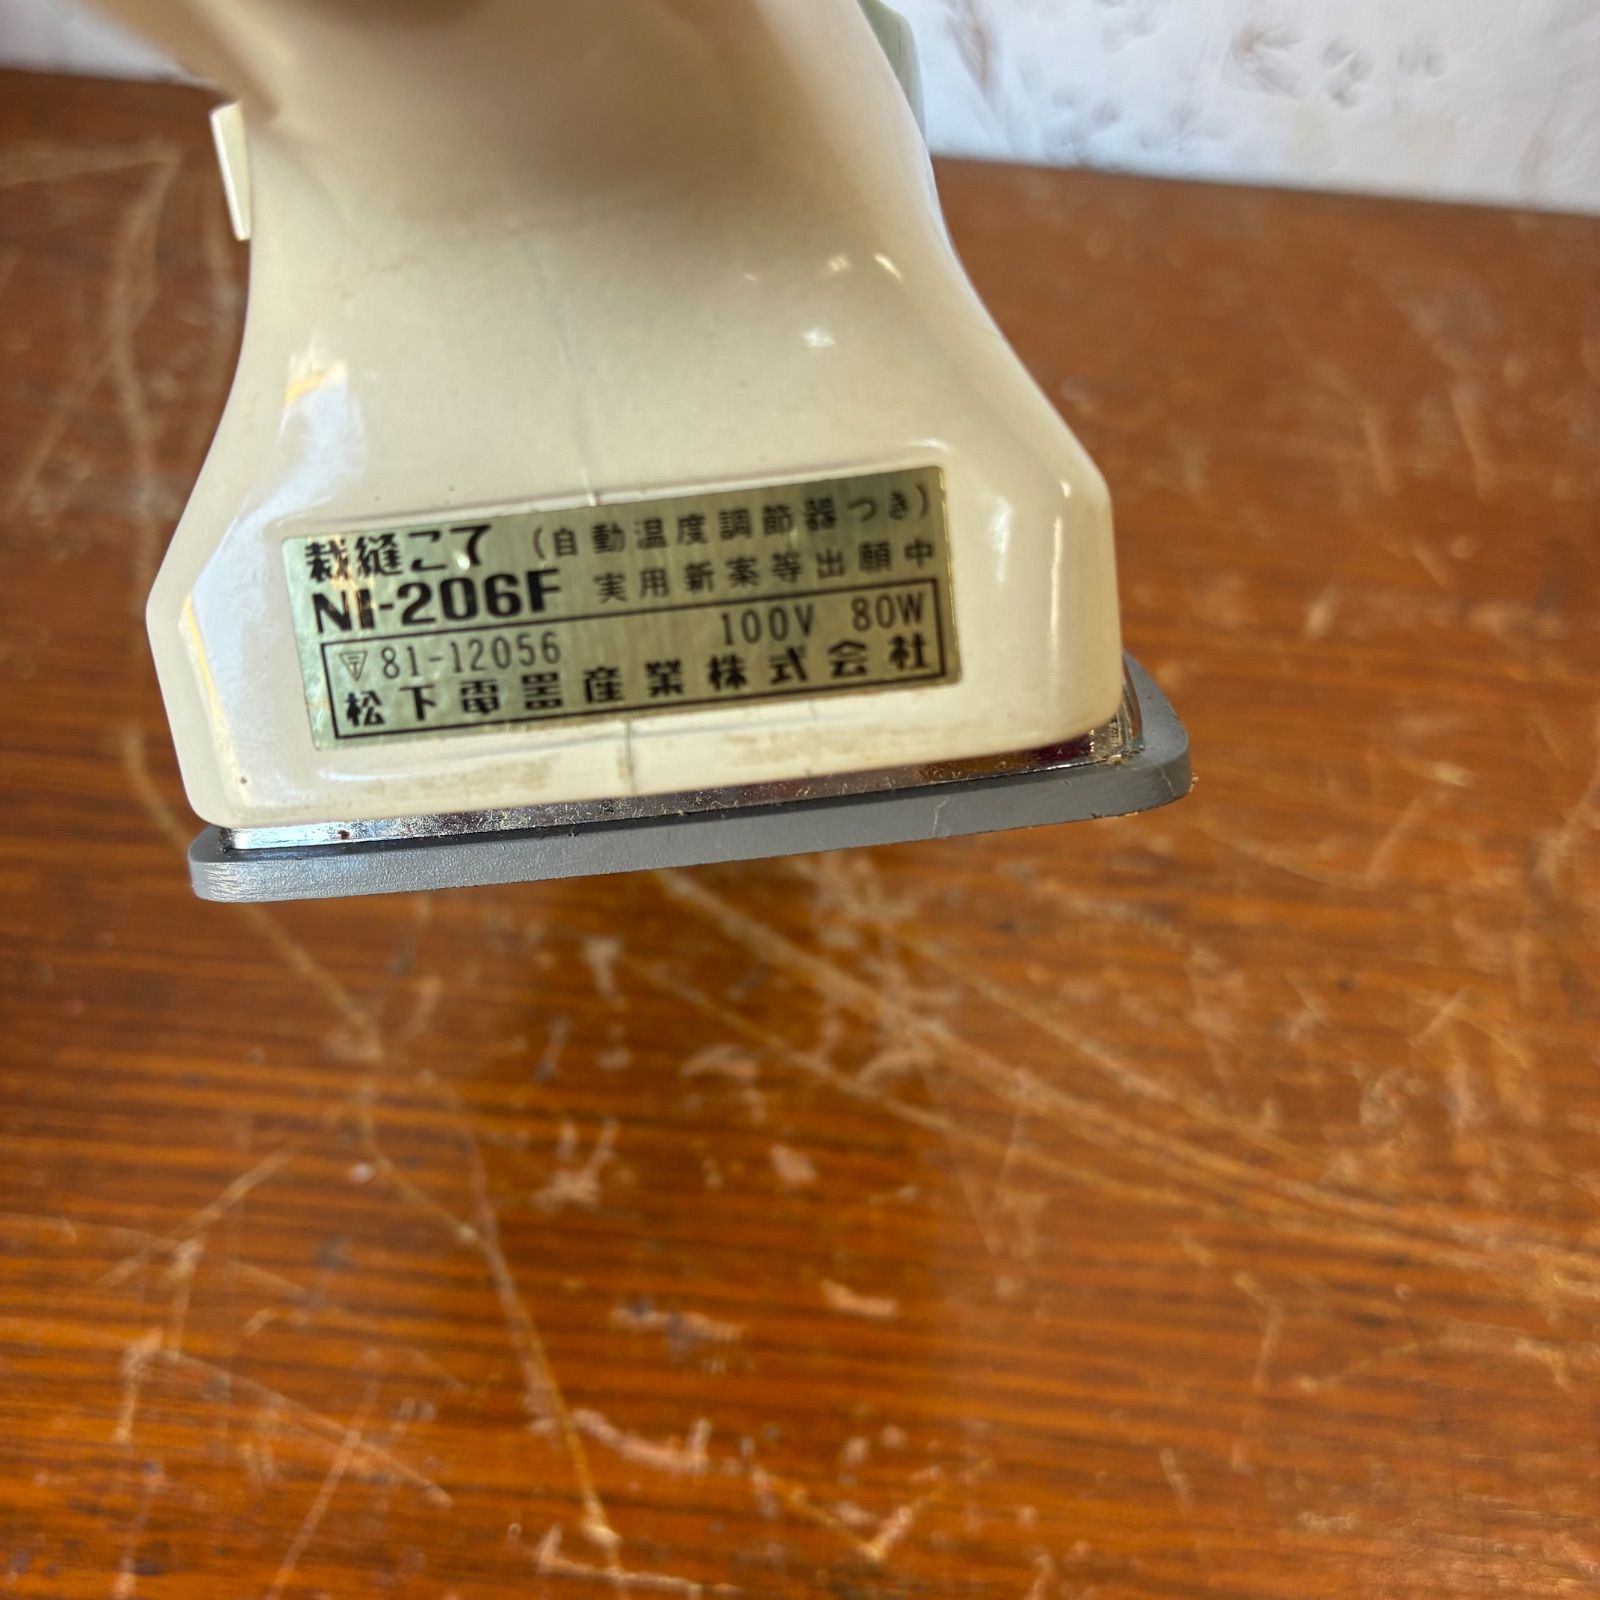 裁縫こて (自動温度調節器つき)
NI-206F 実用新案等出願中
▽〒 81-12056 100V 80W
松下電器産業株式会社